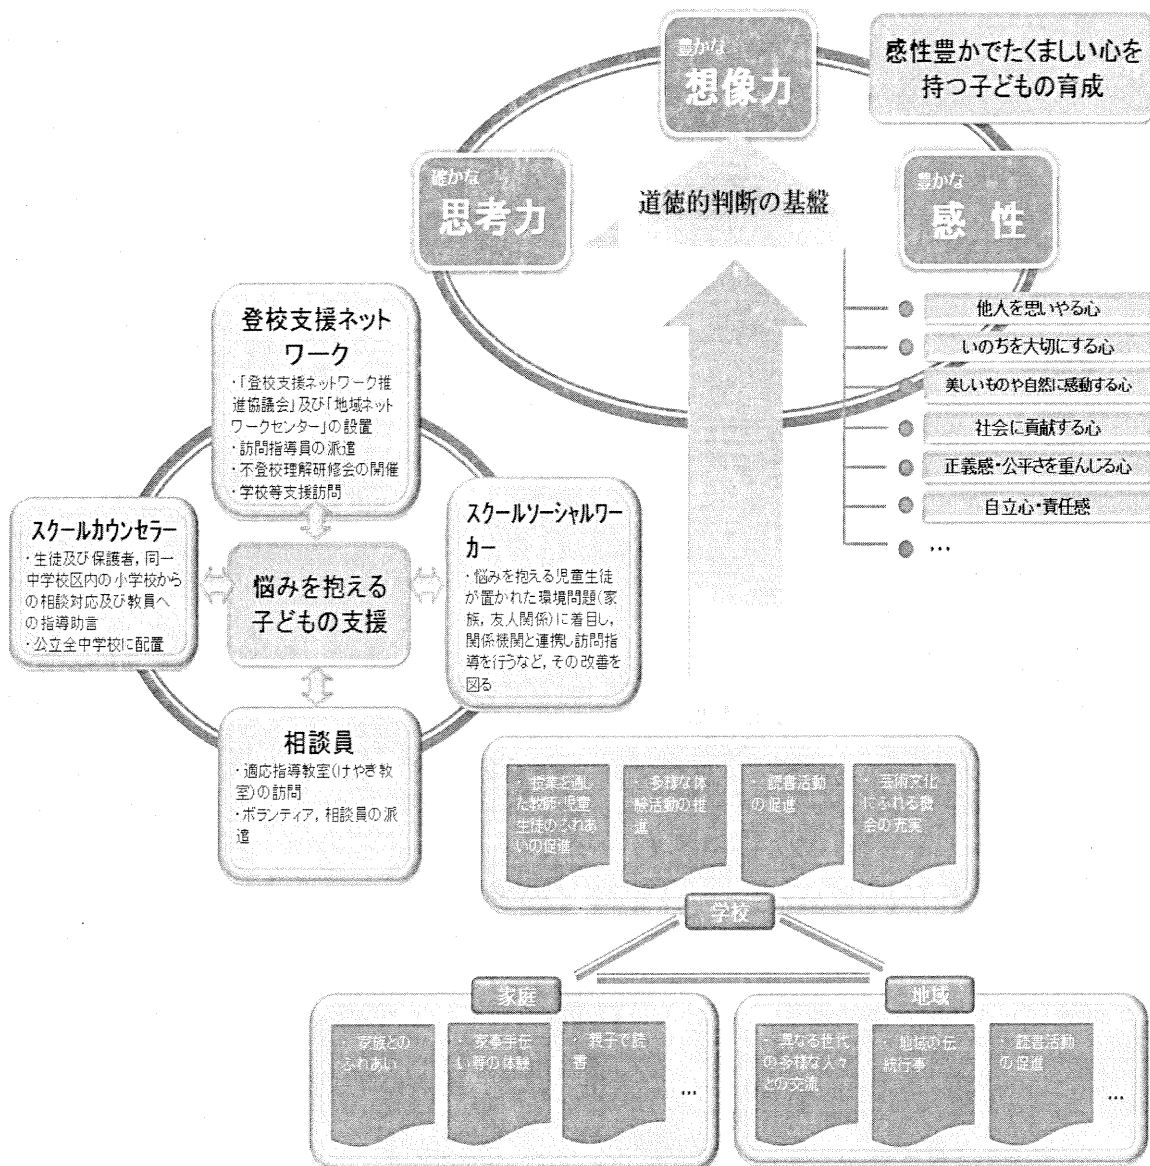 豊かな
想像力
感性豊かでたくましい心を
持つ子どもの育成
確かな
思考力
道徳的判断の基盤
豊かな
感 性
他人を思いやる心
いのちを大切にする心
美しいものや自然に感動する心
社会に貢献する心
正義感・公平さを重んじる心
自立心・責任感
…
登校支援ネット
ワーク
・「登校支援ネットワーク推
進協議会」及び「地域ネット
ワークセンター」の設置
・訪問指導員の派遣
・不登校理解研修会の開催
・学校等支援訪問
スクールカウンセラー
・生徒及び保護者，同一
中学校区内の小学校から
の相談対応及び教員へ
の指導助言
・公立全中学校に配置
悩みを抱える
子どもの支援
スクールソーシャルワー
カー
・悩みを抱える児童生徒
が置かれた環境問題(家
族，友人関係)に着目し，
関係機関と連携し訪問指
導を行うなど，その改善を
図る
相談員
・適応指導教室(けやき教
室)の訪問
・ボランティア，相談員の派
遣
・授業を通し
た教師・児童
生徒のふれあ
いの促進
・多様な体
験活動の推
進
・読書活動
の促進
・芸術文化
にふれる機
会の充実
学校
家庭
・家族との
ふれあい
・家事手伝
い等の体験
・親子で読
書
…
地域
・異なる世代
の多様な人々
との交流
・地域の伝
統行事
・読書活動
の促進
…